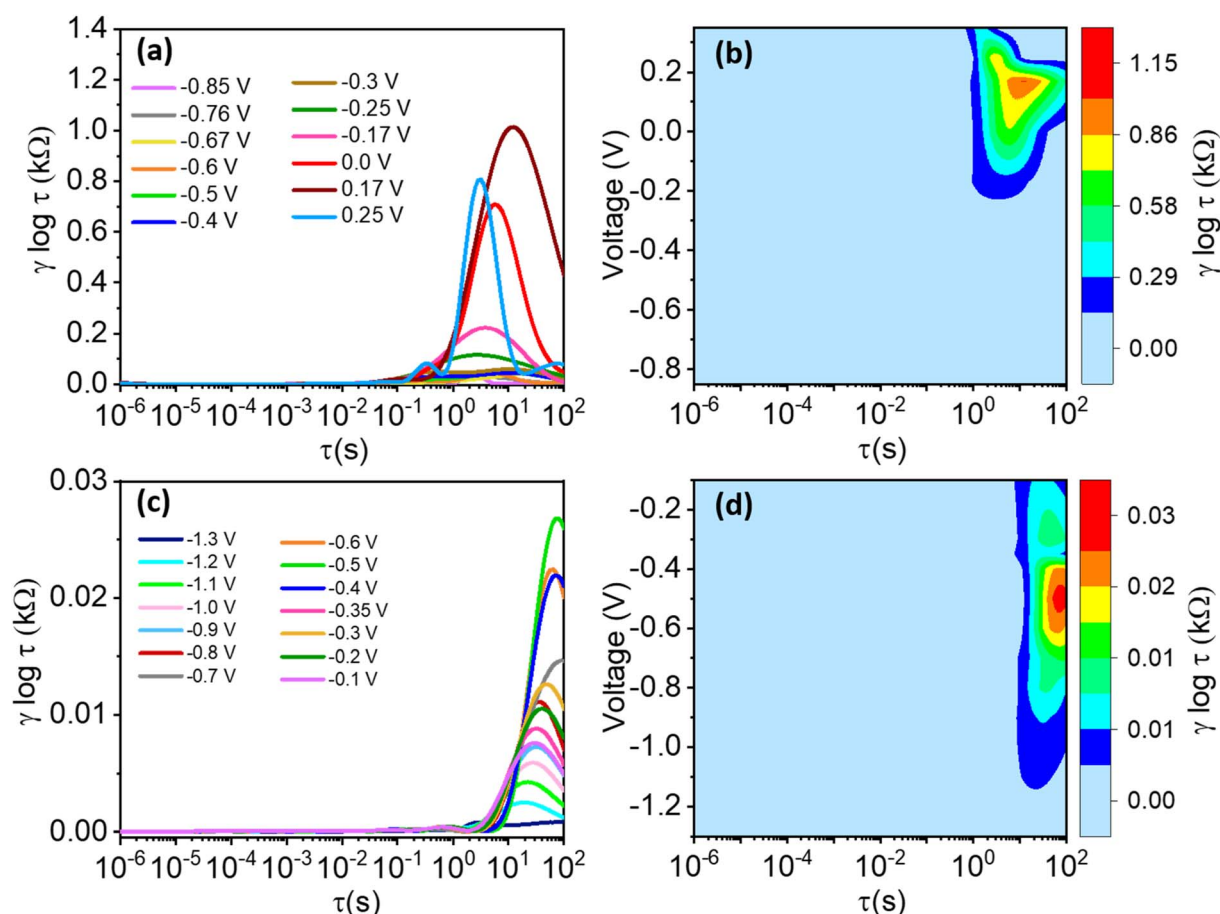 (a)
γ log τ (kΩ)
1.4
1.2
1.0
0.8
0.6
0.4
0.2
0.0
-0.85 V
-0.76 V
-0.67 V
-0.6 V
-0.5 V
-0.4 V
-0.3 V
-0.25 V
-0.17 V
0.0 V
0.17 V
0.25 V
10⁻⁶ 10⁻⁵ 10⁻⁴ 10⁻³ 10⁻² 10⁻¹ 10⁰ 10¹ 10²
τ(s)
(b)
Voltage (V)
0.2
0.0
-0.2
-0.4
-0.6
-0.8
10⁻⁶ 10⁻⁴ 10⁻² 10⁰ 10²
τ(s)
1.15
0.86
0.58
0.29
0.00
γ log τ (kΩ)
(c)
γ log τ (kΩ)
0.03
0.02
0.01
0.00
-1.3 V
-1.2 V
-1.1 V
-1.0 V
-0.9 V
-0.8 V
-0.7 V
-0.6 V
-0.5 V
-0.4 V
-0.35 V
-0.3 V
-0.2 V
-0.1 V
10⁻⁶ 10⁻⁵ 10⁻⁴ 10⁻³ 10⁻² 10⁻¹ 10⁰ 10¹ 10²
τ(s)
(d)
Voltage (V)
-0.2
-0.4
-0.6
-0.8
-1.0
-1.2
10⁻⁶ 10⁻⁴ 10⁻² 10⁰ 10²
τ(s)
0.03
0.02
0.01
0.01
0.00
γ log τ (kΩ)